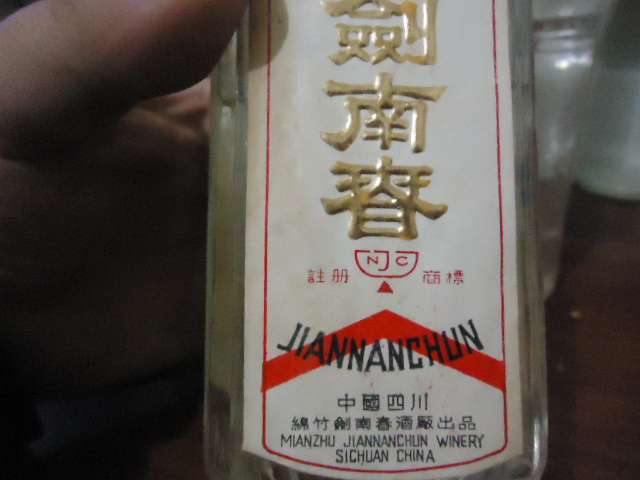 劍
南
春
NJC
註册 商標
JIANNANCHUN
中國四川
綿竹劍南春酒厰出品
MIANZHU JIANNANCHUN WINERY
SICHUAN CHINA